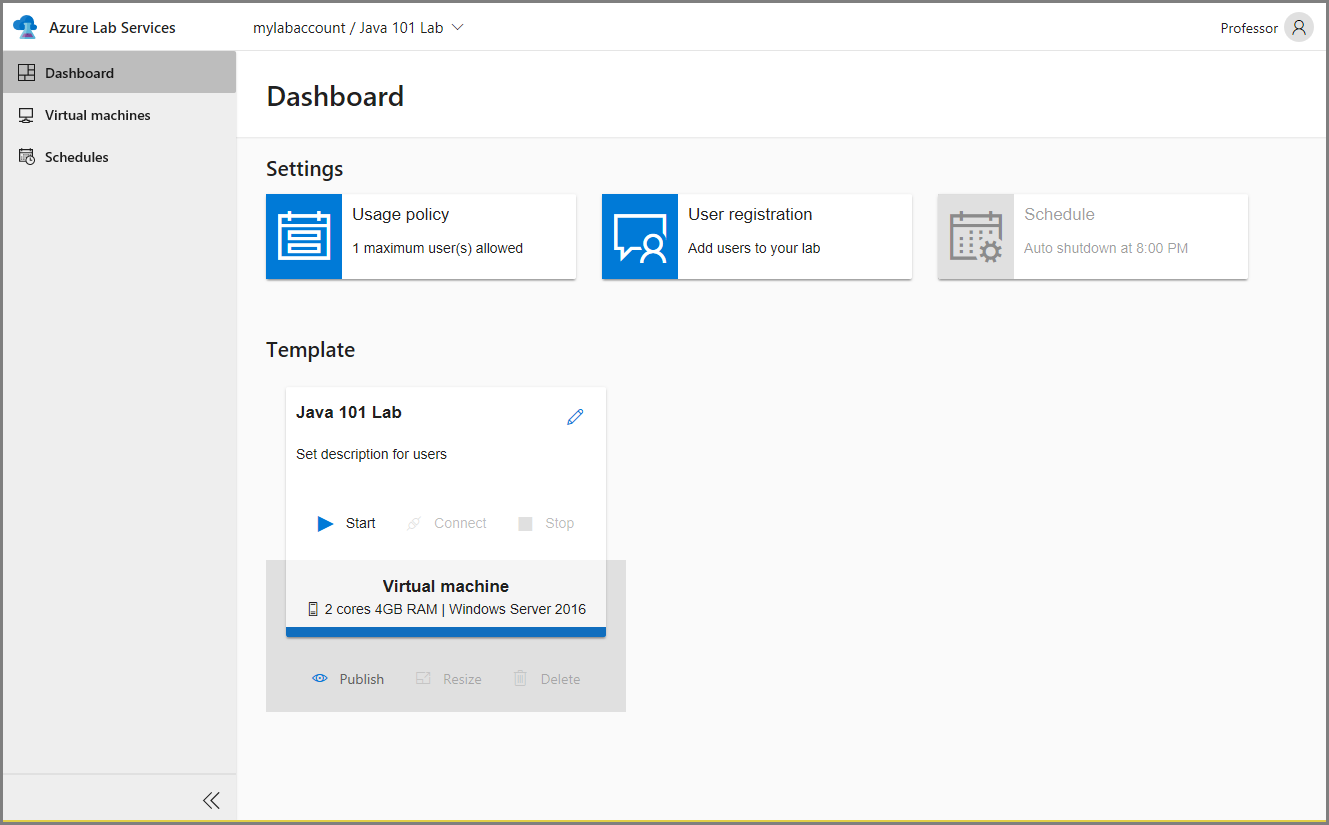 Azure Lab Services
mylabaccount / Java 101 Lab
Professor
Dashboard
Virtual machines
Schedules
Dashboard
Settings
Usage policy
1 maximum user(s) allowed
User registration
Add users to your lab
Schedule
Auto shutdown at 8:00 PM
Template
Java 101 Lab
Set description for users
Start Connect Stop
Virtual machine
2 cores 4GB RAM | Windows Server 2016
Publish Resize Delete